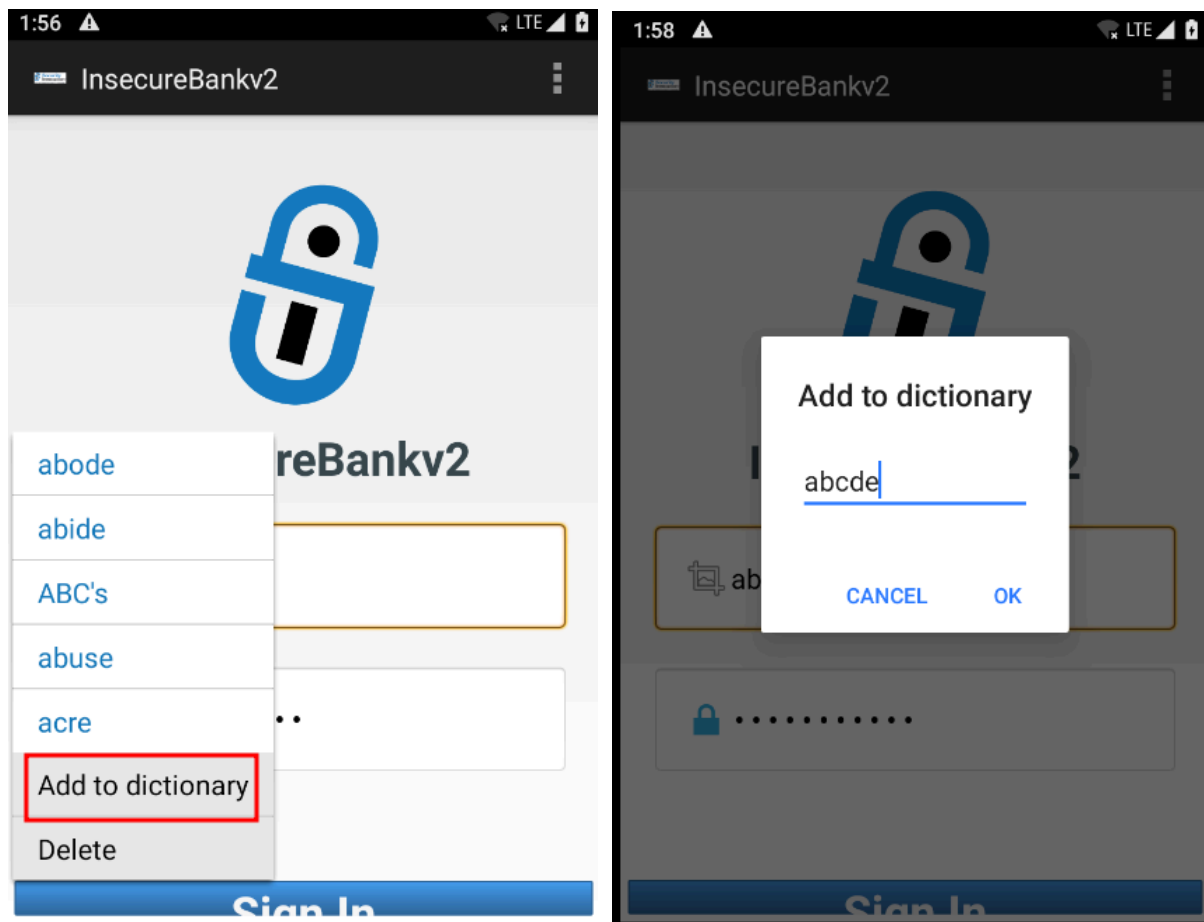 1:56
LTE
InsecureBankv2
reBankv2
abode
abide
ABC's
abuse
acre
Add to dictionary
Delete
Sign In
1:58
LTE
InsecureBankv2
I
2
Add to dictionary
abcde
ab
CANCEL
OK
Sign In